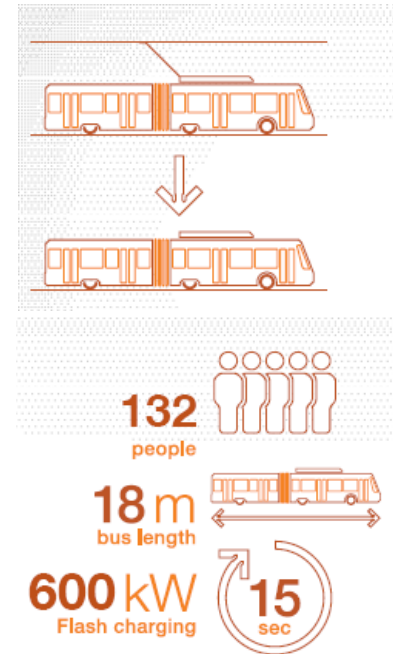 132
people
18 m
bus length
600 kW
Flash charging
15
sec